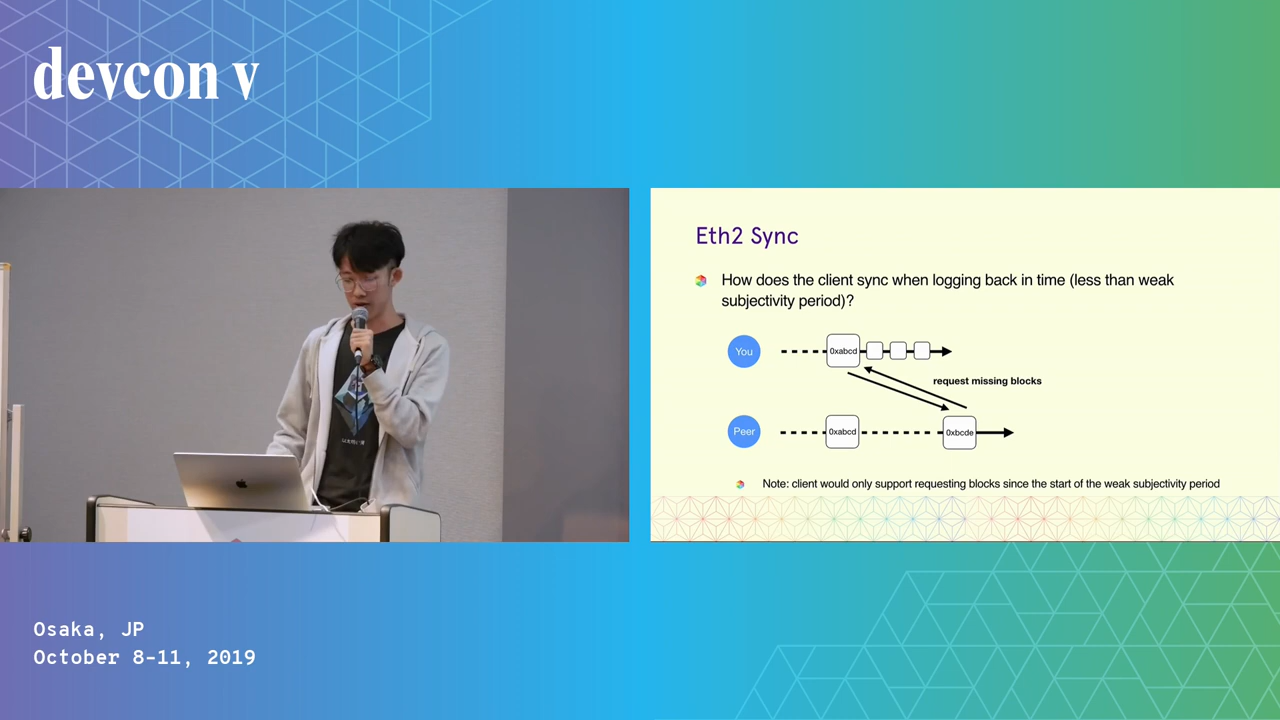 devcon v
Eth2 Sync
How does the client sync when logging back in time (less than weak
subjectivity period)?
You
0xabcd
request missing blocks
Peer
0xabcd
0xbcde
Note: client would only support requesting blocks since the start of the weak subjectivity period
Osaka, JP
October 8-11, 2019